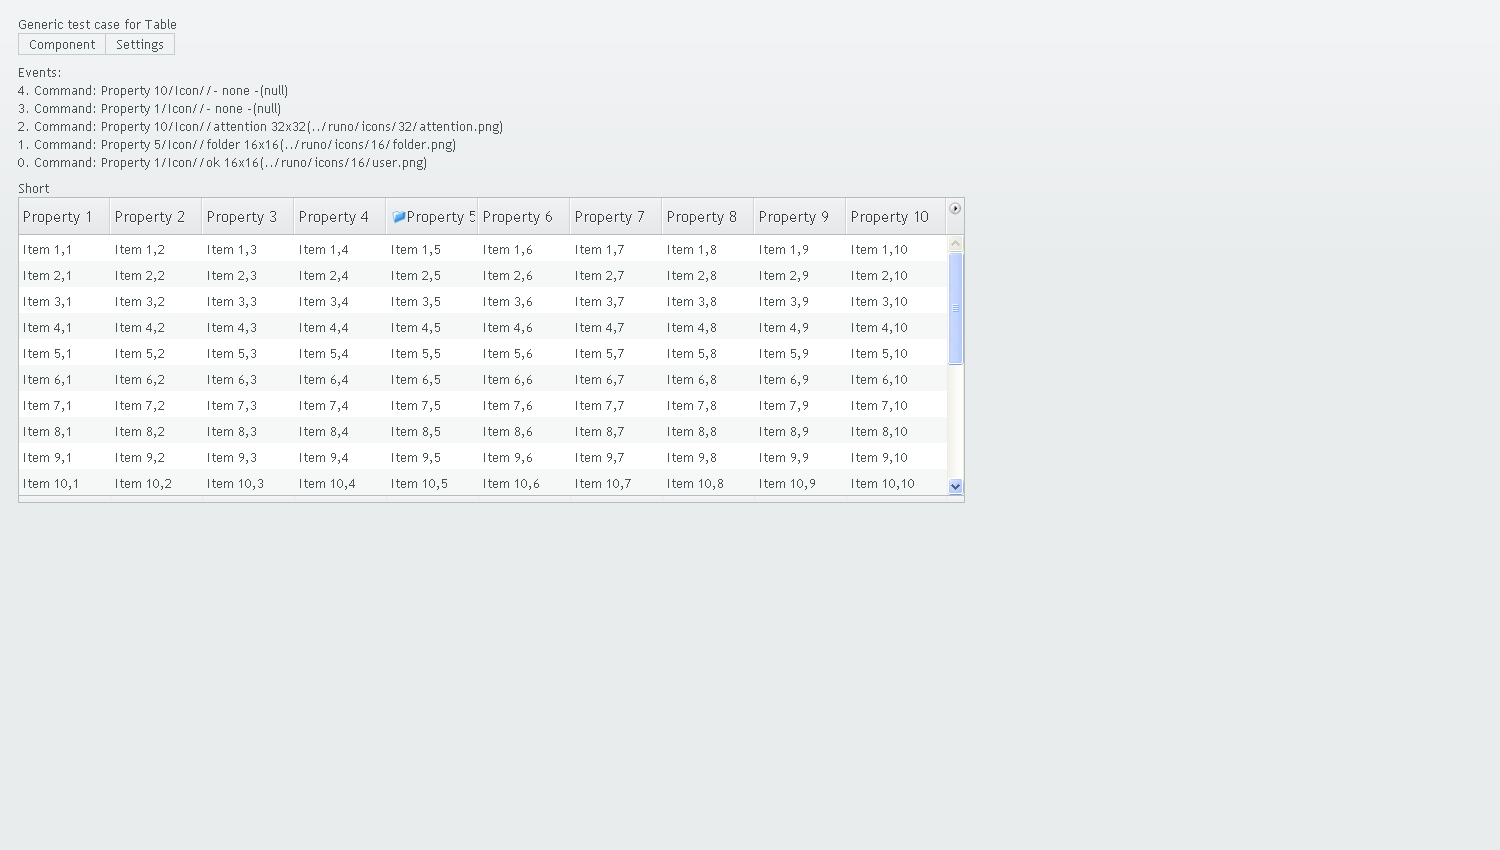 Generic test case for Table
Component Settings
Events:
4. Command: Property 10/Icon//- none -(null)
3. Command: Property 1/Icon//- none -(null)
2. Command: Property 10/Icon//attention 32x32(../runo/icons/32/attention.png)
1. Command: Property 5/Icon//folder 16x16(../runo/icons/16/folder.png)
0. Command: Property 1/Icon//ok 16x16(../runo/icons/16/user.png)
Short
Property 1 Property 2 Property 3 Property 4 Property 5 Property 6 Property 7 Property 8 Property 9 Property 10
Item 1,1 Item 1,2 Item 1,3 Item 1,4 Item 1,5 Item 1,6 Item 1,7 Item 1,8 Item 1,9 Item 1,10
Item 2,1 Item 2,2 Item 2,3 Item 2,4 Item 2,5 Item 2,6 Item 2,7 Item 2,8 Item 2,9 Item 2,10
Item 3,1 Item 3,2 Item 3,3 Item 3,4 Item 3,5 Item 3,6 Item 3,7 Item 3,8 Item 3,9 Item 3,10
Item 4,1 Item 4,2 Item 4,3 Item 4,4 Item 4,5 Item 4,6 Item 4,7 Item 4,8 Item 4,9 Item 4,10
Item 5,1 Item 5,2 Item 5,3 Item 5,4 Item 5,5 Item 5,6 Item 5,7 Item 5,8 Item 5,9 Item 5,10
Item 6,1 Item 6,2 Item 6,3 Item 6,4 Item 6,5 Item 6,6 Item 6,7 Item 6,8 Item 6,9 Item 6,10
Item 7,1 Item 7,2 Item 7,3 Item 7,4 Item 7,5 Item 7,6 Item 7,7 Item 7,8 Item 7,9 Item 7,10
Item 8,1 Item 8,2 Item 8,3 Item 8,4 Item 8,5 Item 8,6 Item 8,7 Item 8,8 Item 8,9 Item 8,10
Item 9,1 Item 9,2 Item 9,3 Item 9,4 Item 9,5 Item 9,6 Item 9,7 Item 9,8 Item 9,9 Item 9,10
Item 10,1 Item 10,2 Item 10,3 Item 10,4 Item 10,5 Item 10,6 Item 10,7 Item 10,8 Item 10,9 Item 10,10